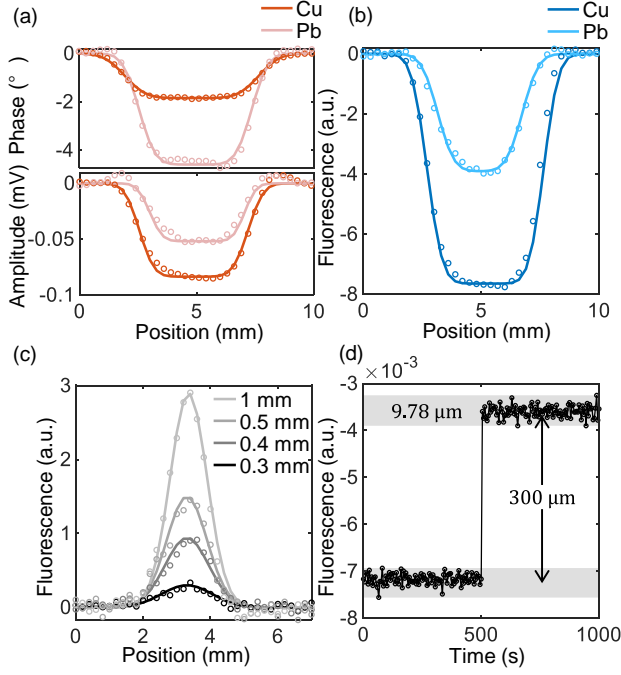 (a)
Cu
Pb
Phase (°)
0
-2
-4
Amplitude (mV)
0
-0.05
-0.1
0
5
10
Position (mm)
(b)
Cu
Pb
Fluorescence (a.u.)
0
-2
-4
-6
-8
0
5
10
Position (mm)
(c)
1 mm
0.5 mm
0.4 mm
0.3 mm
Fluorescence (a.u.)
3
2
1
0
0
2
4
6
Position (mm)
(d)
× 10⁻³
9.78 μm
300 μm
Fluorescence (a.u.)
-3
-4
-5
-6
-7
-8
0
500
1000
Time (s)